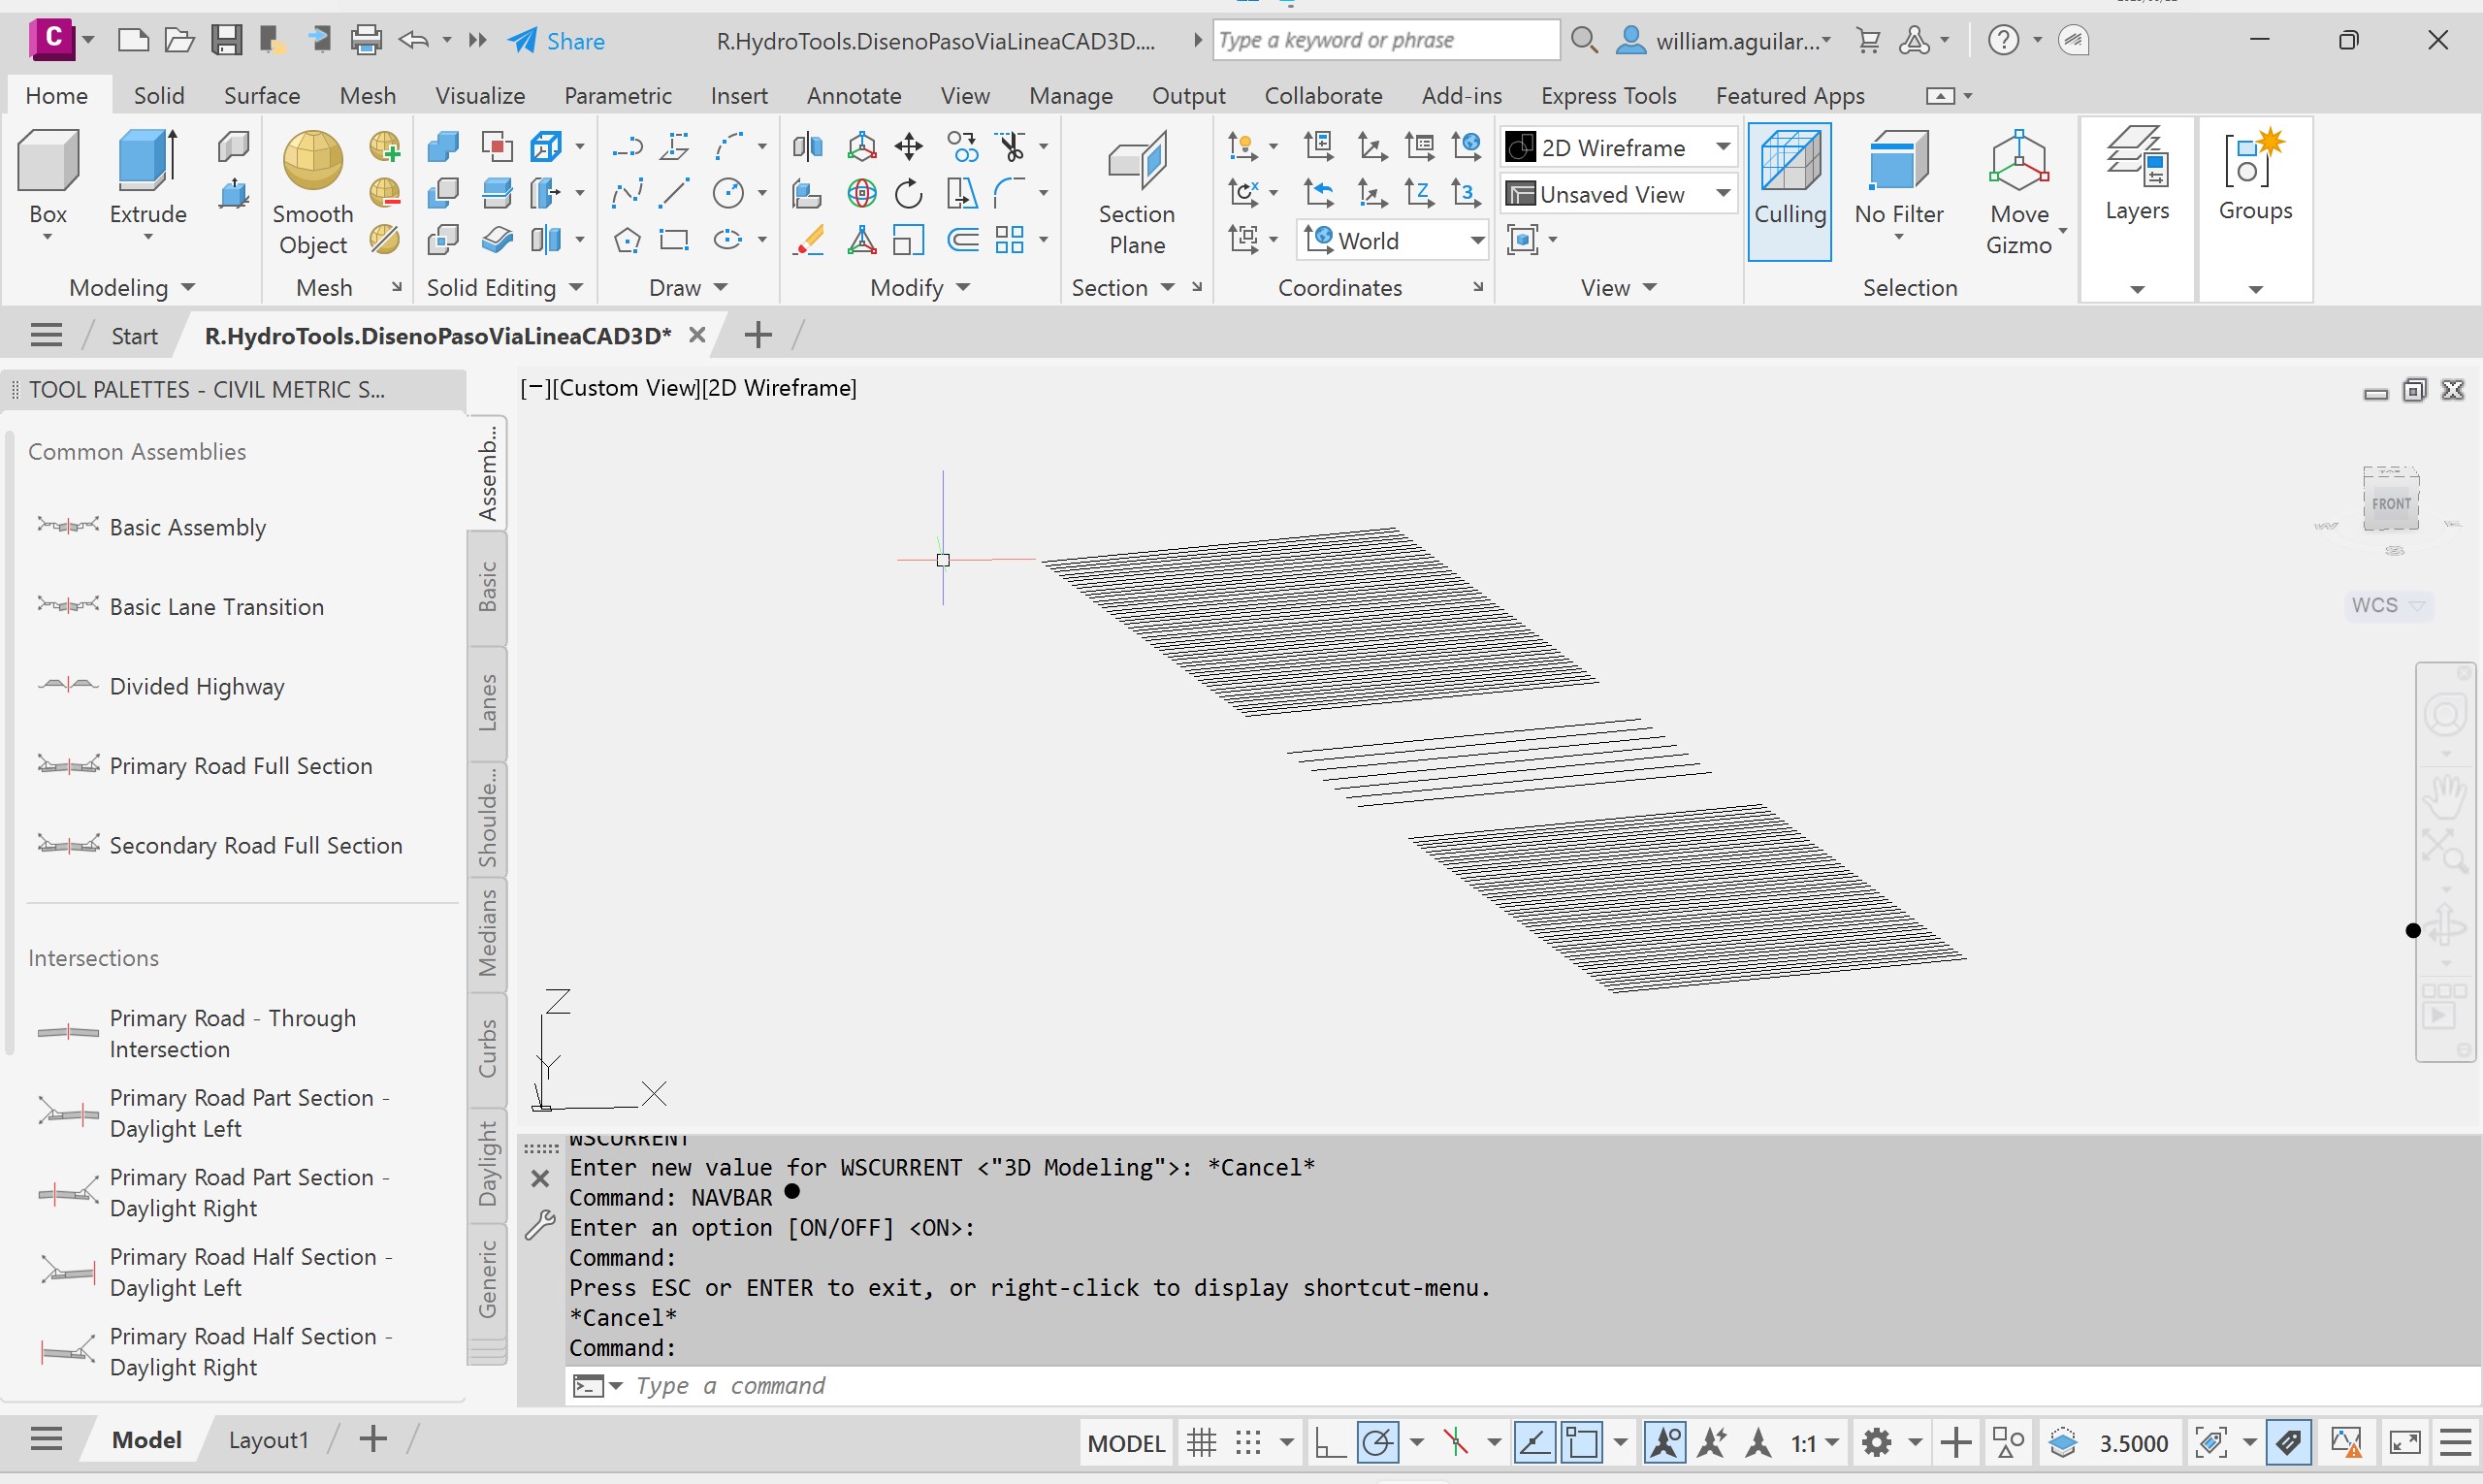 C
Share
R.HydroTools.DisenoPasoViaLineaCAD3D....
Type a keyword or phrase
william.aguilar...
Home
Solid
Surface
Mesh
Visualize
Parametric
Insert
Annotate
View
Manage
Output
Collaborate
Add-ins
Express Tools
Featured Apps
Box
Extrude
Smooth
Object
Section
Plane
World
2D Wireframe
Unsaved View
Culling
No Filter
Move
Gizmo
Layers
Groups
Modeling
Mesh
Solid Editing
Draw
Modify
Section
Coordinates
View
Selection
Start
R.HydroTools.DisenoPasoViaLineaCAD3D*
TOOL PALETTES - CIVIL METRIC S...
Common Assemblies
Basic Assembly
Basic Lane Transition
Divided Highway
Primary Road Full Section
Secondary Road Full Section
Intersections
Primary Road - Through
Intersection
Primary Road Part Section -
Daylight Left
Primary Road Part Section -
Daylight Right
Primary Road Half Section -
Daylight Left
Primary Road Half Section -
Daylight Right
Assemb...
Basic
Lanes
Shoulde...
Medians
Curbs
Daylight
Generic
[−][Custom View][2D Wireframe]
FRONT
S
WCS
Z
Y
X
WSCURRENT
Enter new value for WSCURRENT <"3D Modeling">: *Cancel*
Command: NAVBAR
Enter an option [ON/OFF] <ON>:
Command:
Press ESC or ENTER to exit, or right-click to display shortcut-menu.
*Cancel*
Command:
Type a command
Model
Layout1
MODEL
1:1
3.5000